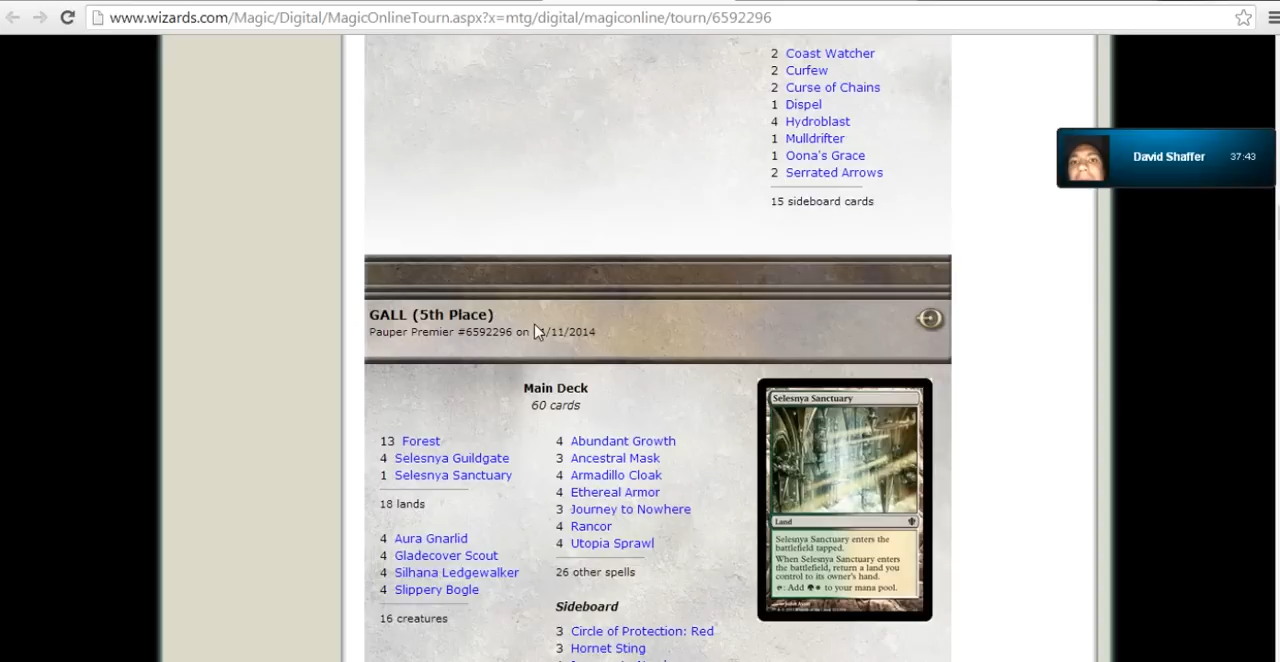 www.wizards.com/Magic/Digital/MagicOnlineTourn.aspx?x=mtg/digital/magiconline/tourn/6592296
2 Coast Watcher
2 Curfew
2 Curse of Chains
1 Dispel
4 Hydroblast
1 Mulldrifter
1 Oona's Grace
2 Serrated Arrows
15 sideboard cards
David Shaffer 37:43
GALL (5th Place)
Pauper Premier #6592296 on /11/2014
Main Deck
60 cards
13 Forest
4 Selesnya Guildgate
1 Selesnya Sanctuary
18 lands
4 Aura Gnarlid
4 Gladecover Scout
4 Silhana Ledgewalker
4 Slippery Bogle
16 creatures
4 Abundant Growth
3 Ancestral Mask
4 Armadillo Cloak
4 Ethereal Armor
3 Journey to Nowhere
4 Rancor
4 Utopia Sprawl
26 other spells
Sideboard
3 Circle of Protection: Red
3 Hornet Sting
Selesnya Sanctuary
Land
Selesnya Sanctuary enters the
battlefield tapped.
When Selesnya Sanctuary enters
the battlefield, return a land you
control to its owner's hand.
: Add to your mana pool.